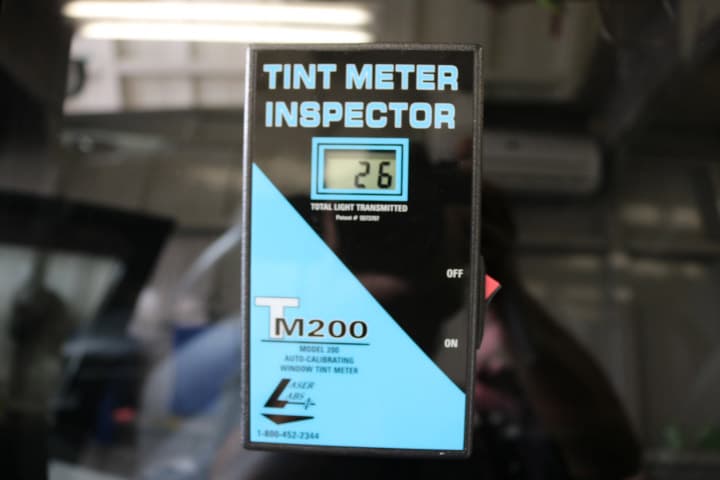 TINT METER
INSPECTOR
26
TOTAL LIGHT TRANSMITTED
Patent #
OFF
TM200
ON
MODEL 200
AUTO-CALIBRATING
WINDOW TINT METER
LASER
LABS
1-800-452-2344